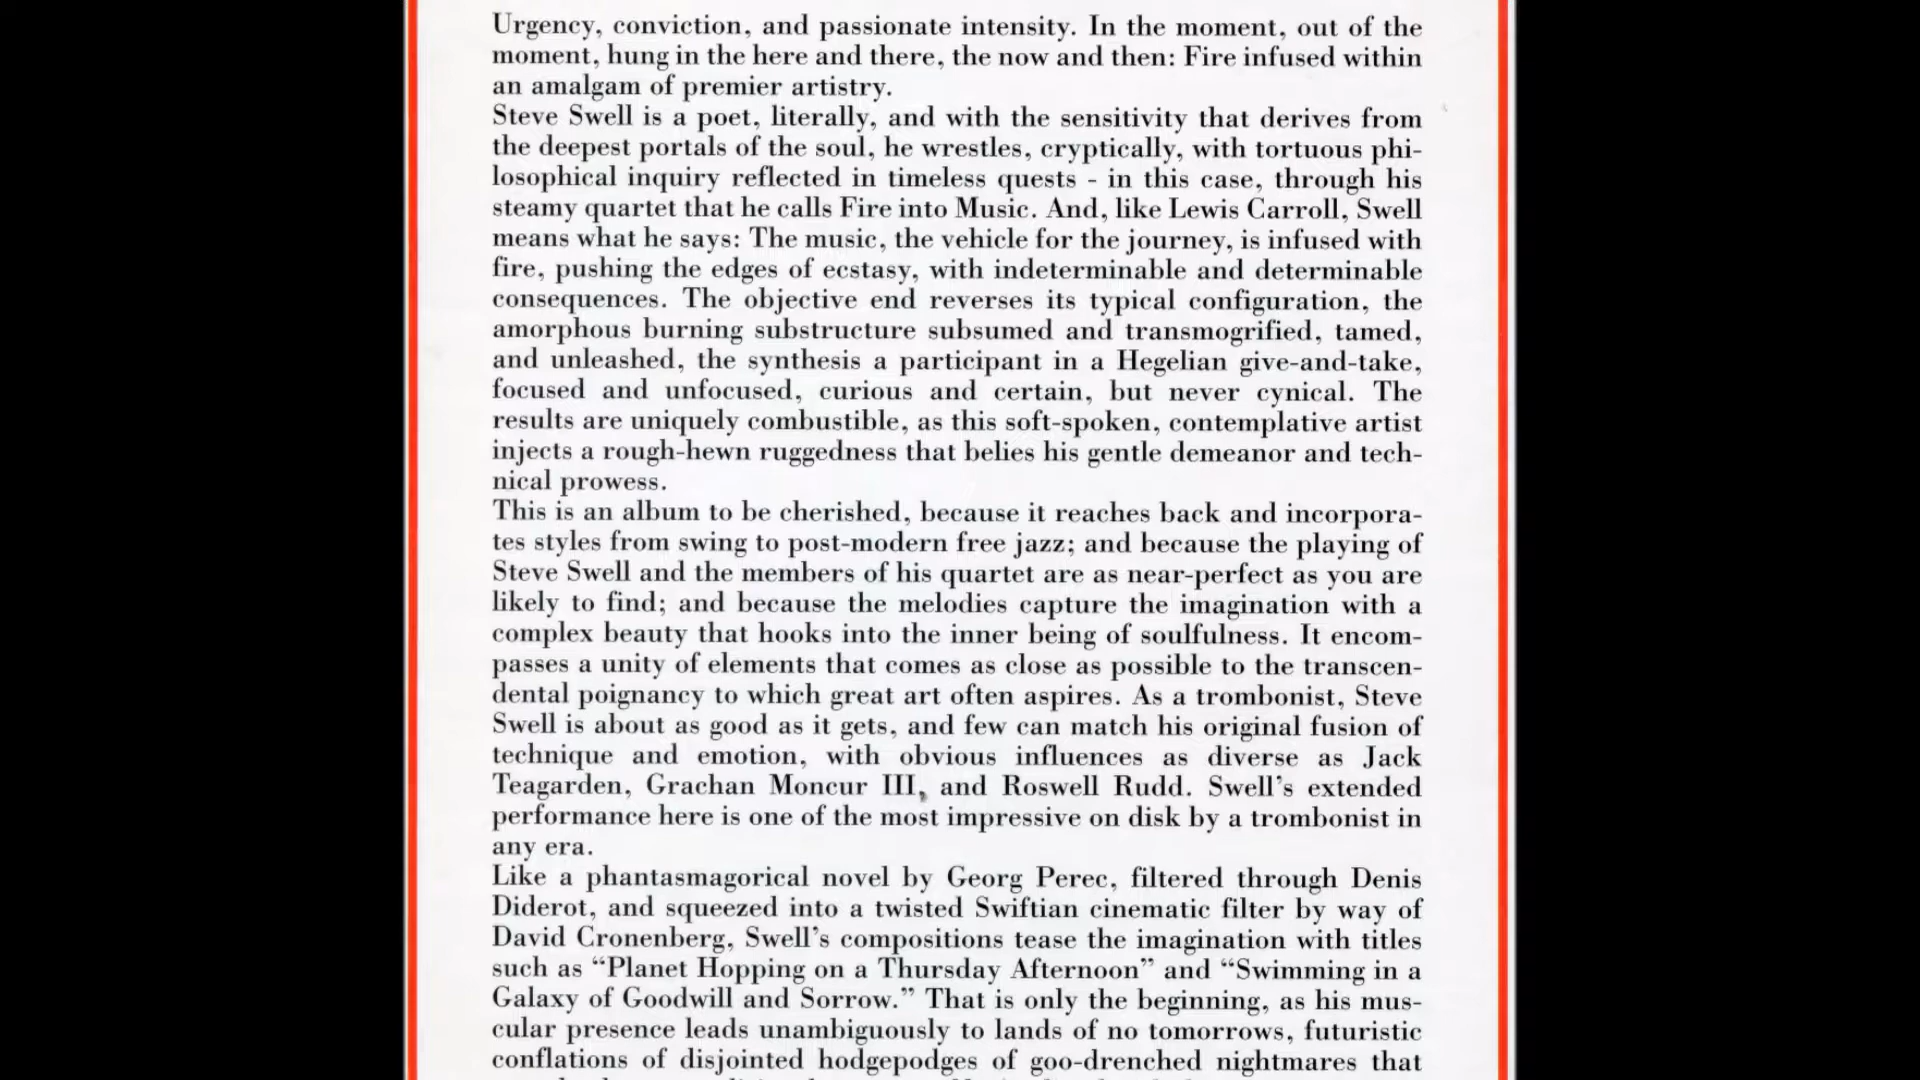 Urgency, conviction, and passionate intensity. In the moment, out of the
moment, hung in the here and there, the now and then: Fire infused within
an amalgam of premier artistry.
Steve Swell is a poet, literally, and with the sensitivity that derives from
the deepest portals of the soul, he wrestles, cryptically, with tortuous phi-
losophical inquiry reflected in timeless quests - in this case, through his
steamy quartet that he calls Fire into Music. And, like Lewis Carroll, Swell
means what he says: The music, the vehicle for the journey, is infused with
fire, pushing the edges of ecstasy, with indeterminable and determinable
consequences. The objective end reverses its typical configuration, the
amorphous burning substructure subsumed and transmogrified, tamed,
and unleashed, the synthesis a participant in a Hegelian give-and-take,
focused and unfocused, curious and certain, but never cynical. The
results are uniquely combustible, as this soft-spoken, contemplative artist
injects a rough-hewn ruggedness that belies his gentle demeanor and tech-
nical prowess.
This is an album to be cherished, because it reaches back and incorpora-
tes styles from swing to post-modern free jazz; and because the playing of
Steve Swell and the members of his quartet are as near-perfect as you are
likely to find; and because the melodies capture the imagination with a
complex beauty that hooks into the inner being of soulfulness. It encom-
passes a unity of elements that comes as close as possible to the transcen-
dental poignancy to which great art often aspires. As a trombonist, Steve
Swell is about as good as it gets, and few can match his original fusion of
technique and emotion, with obvious influences as diverse as Jack
Teagarden, Grachan Moncur III, and Roswell Rudd. Swell's extended
performance here is one of the most impressive on disk by a trombonist in
any era.
Like a phantasmagorical novel by Georg Perec, filtered through Denis
Diderot, and squeezed into a twisted Swiftian cinematic filter by way of
David Cronenberg, Swell's compositions tease the imagination with titles
such as “Planet Hopping on a Thursday Afternoon” and “Swimming in a
Galaxy of Goodwill and Sorrow.” That is only the beginning, as his mus-
cular presence leads unambiguously to lands of no tomorrows, futuristic
conflations of disjointed hodgepodges of goo-drenched nightmares that